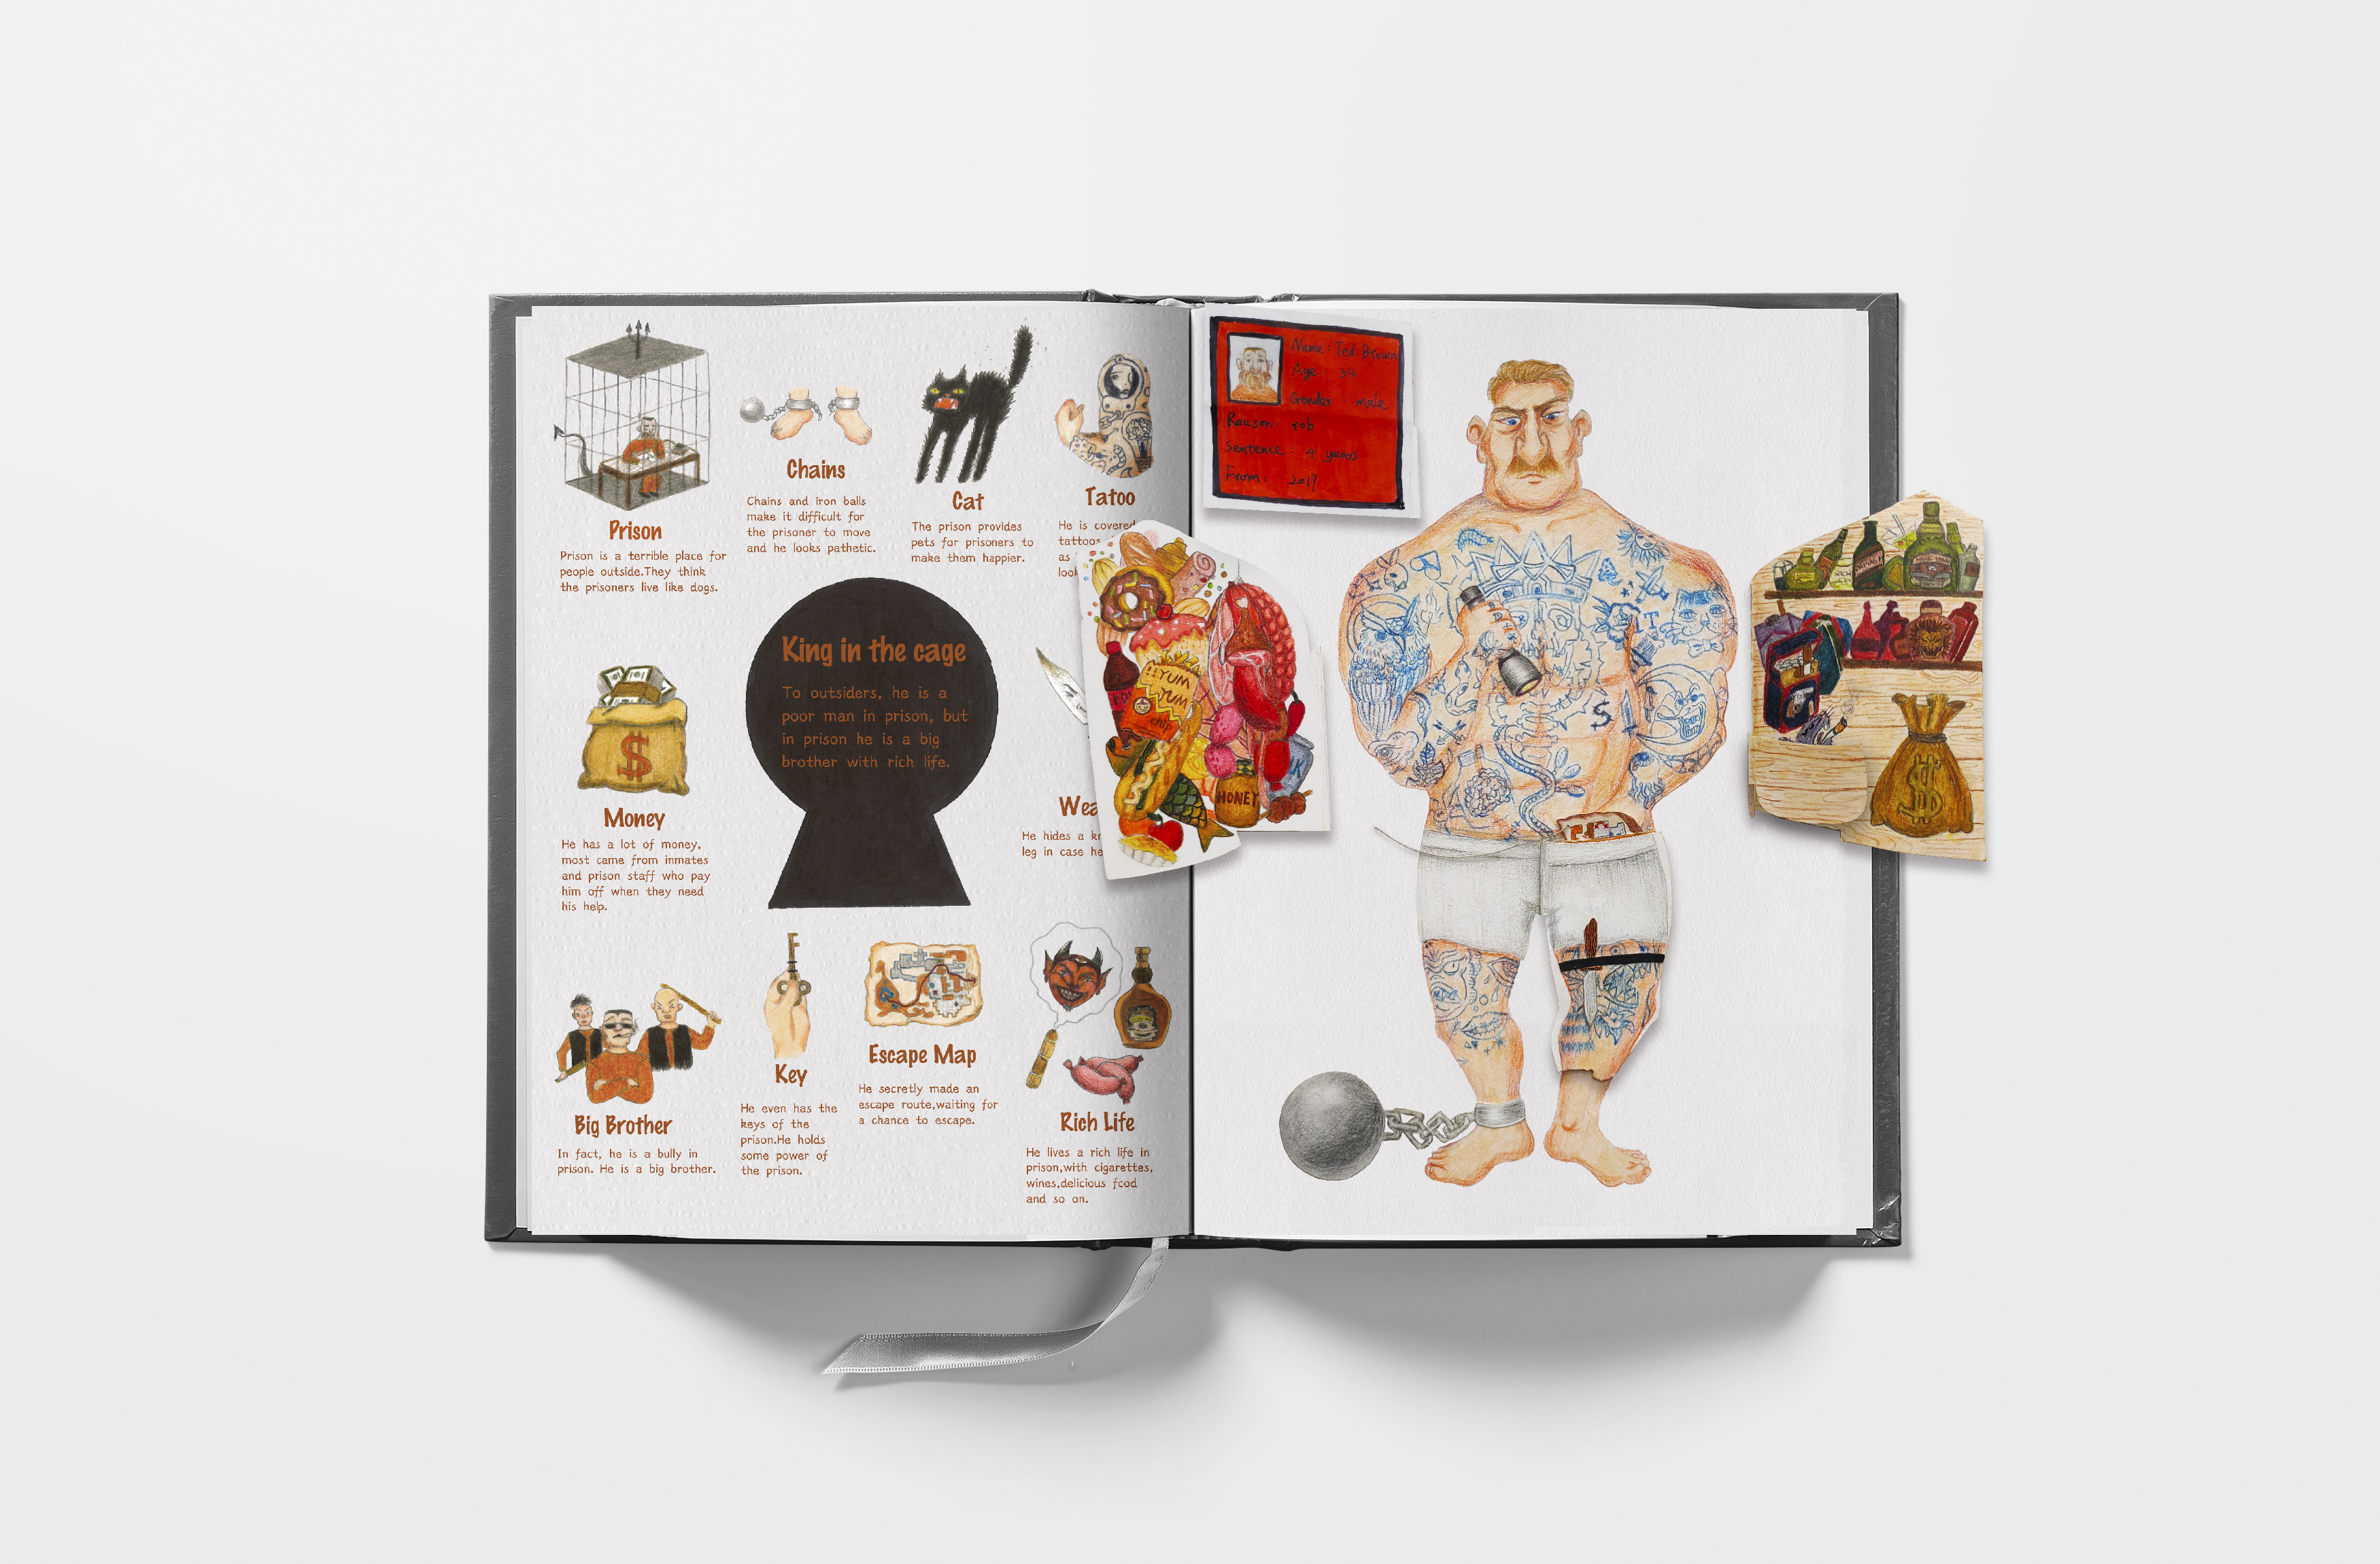 Prison
Prison is a terrible place for
people outside.They think
the prisoners live like dogs.
Chains
Chains and iron balls
make it difficult for
the prisoner to move
and he looks pathetic.
Cat
The prison provides
pets for prisoners to
make them happier.
Tatoo
He is covered
tattoos
as
look
King in the cage
To outsiders, he is a
poor man in prison, but
in prison he is a big
brother with rich life.
$
Money
He has a lot of money,
most came from inmates
and prison staff who pay
him off when they need
his help.
Wea
He hides a kn
leg in case he
Big Brother
In fact, he is a bully in
prison. He is a big brother.
Key
He even has the
keys of the
prison.He holds
some power of
the prison.
Escape Map
He secretly made an
escape route,waiting for
a chance to escape.
Rich Life
He lives a rich life in
prison,with cigarettes,
wines,delicious food
and so on.
Name: Ted Brown
Age: 34
Gender male
Reason: rob
Sentence: 4 years
From: 2017
YUM
YUM
HONEY
$
$